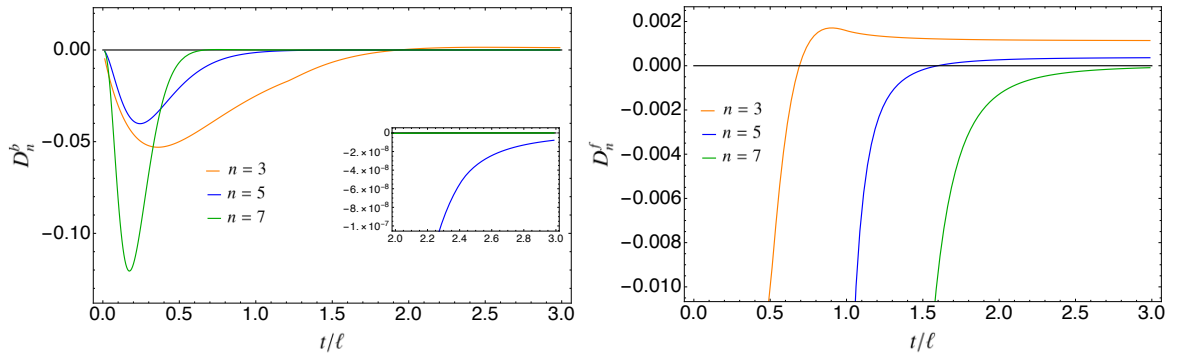 0.00
-0.05
-0.10
D_n^b
n = 3
n = 5
n = 7
0
-2.×10^-8
-4.×10^-8
-6.×10^-8
-8.×10^-8
-1.×10^-7
2.0 2.2 2.4 2.6 2.8 3.0
0.0 0.5 1.0 1.5 2.0 2.5 3.0
t/ℓ
0.002
0.000
-0.002
-0.004
-0.006
-0.008
-0.010
D_n^f
n = 3
n = 5
n = 7
0.0 0.5 1.0 1.5 2.0 2.5 3.0
t/ℓ